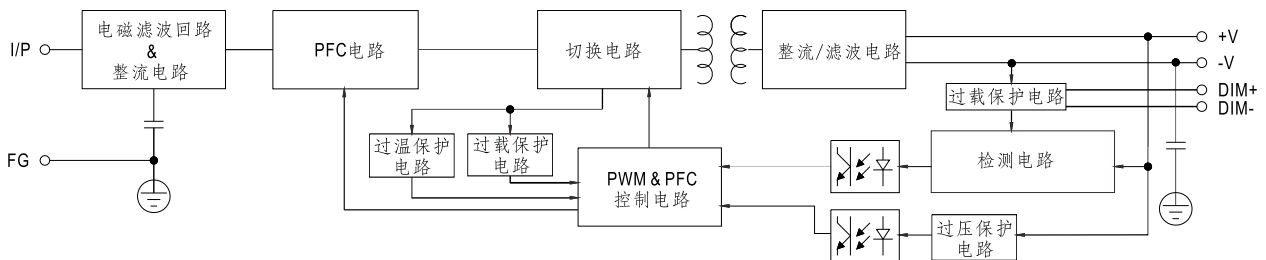 I/P
电磁滤波回路
&
整流电路
PFC电路
切换电路
整流/滤波电路
+V
-V
DIM+
DIM-
过载保护电路
FG
过温保护
电路
过载保护
电路
PWM & PFC
控制电路
检测电路
过压保护
电路